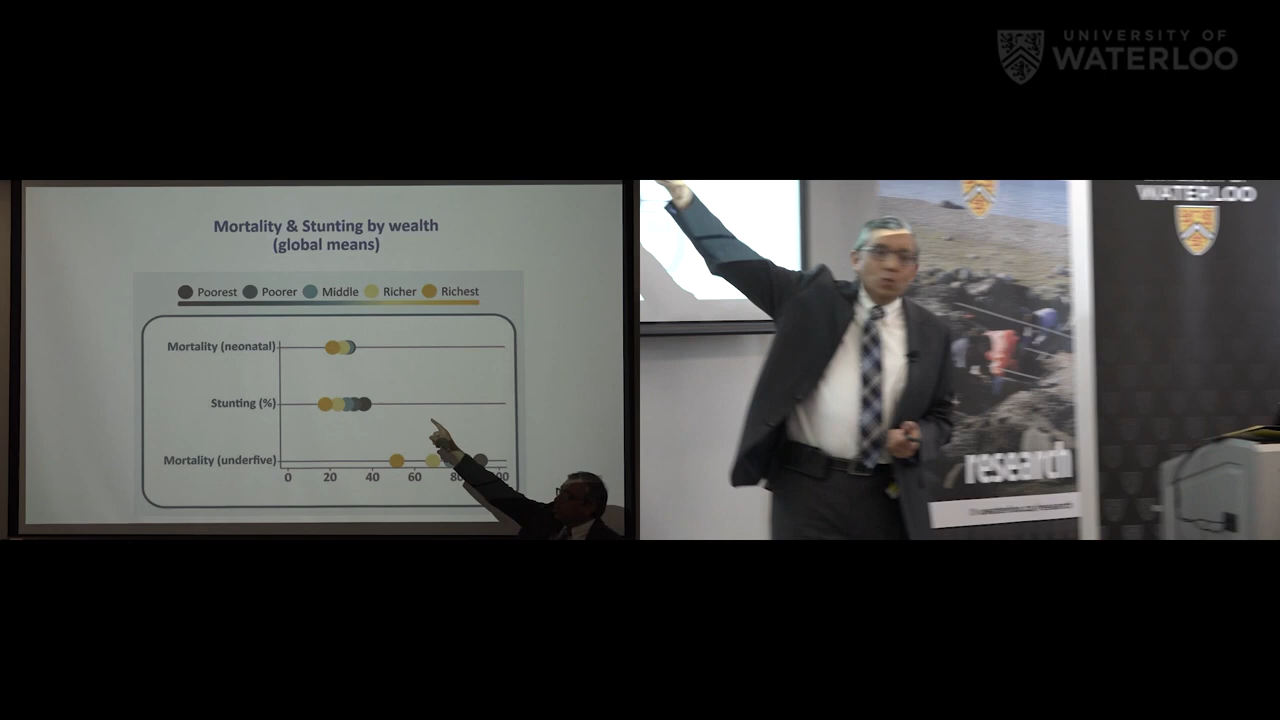 UNIVERSITY OF
WATERLOO
Mortality & Stunting by wealth
(global means)
Poorest Poorer Middle Richer Richest
Mortality (neonatal)
Stunting (%)
Mortality (underfive)
0 20 40 60
WATERLOO
research